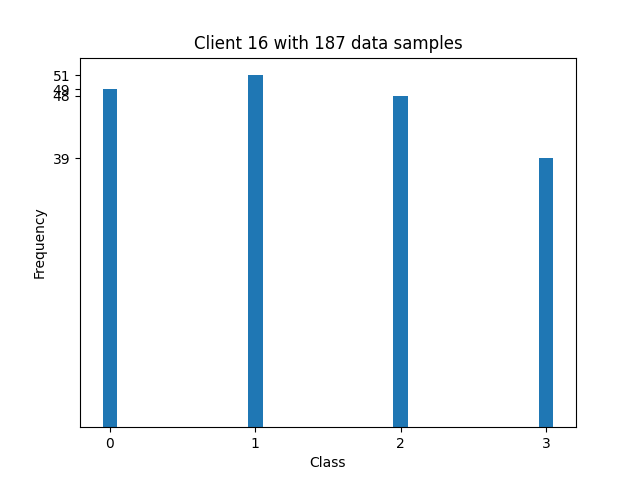 Client 16 with 187 data samples
51
49
48
39
Frequency
0 1 2 3
Class